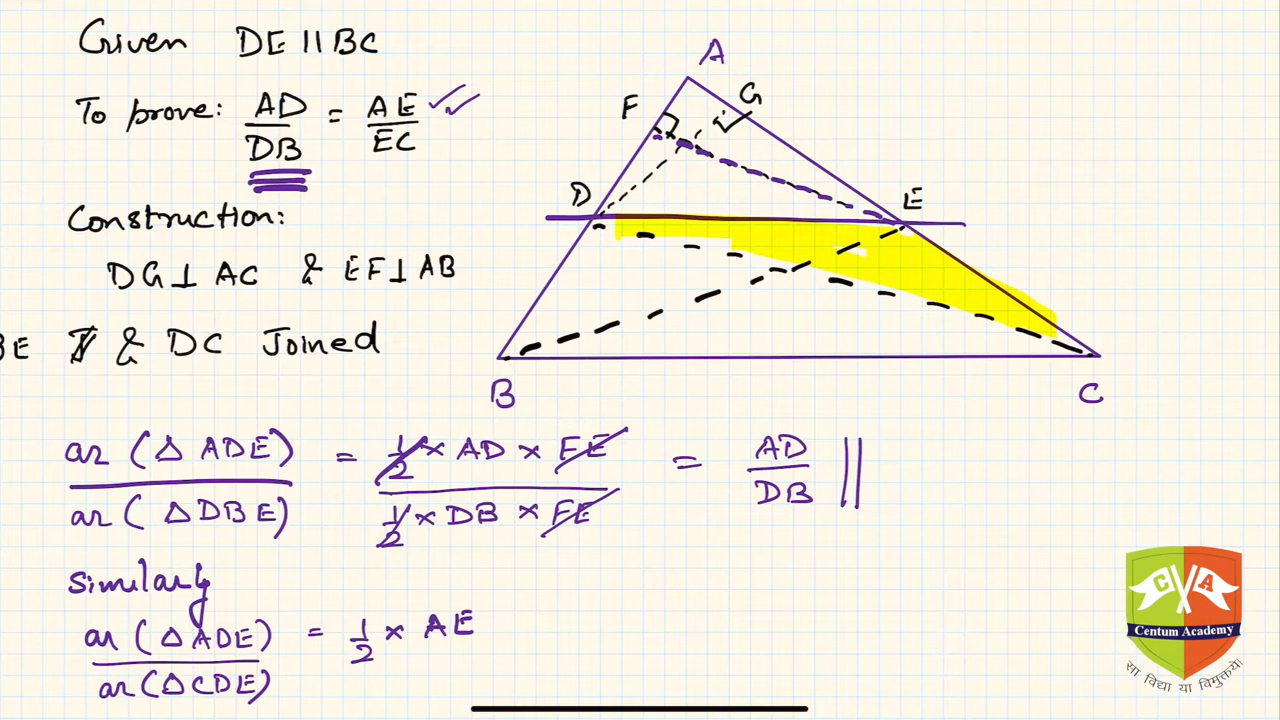 Given DE ∥ BC
To prove: AD/DB = AE/EC
Construction:
DG ⊥ AC & EF ⊥ AB
BE & DC Joined
A
F
G
D
E
B
C
ar (△ ADE) / ar (△ DBE) = 1/2 × AD × FE / 1/2 × DB × FE = AD/DB
Similarly
ar (△ ADE) / ar (△ CDE) = 1/2 × AE
C A
Centum Academy
सा विद्या या विमुक्तये